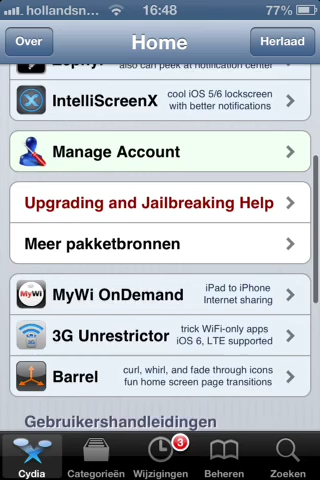 hollandsn 16:48 77%
Over Home Herlaad
also can peek at notification center
IntelliScreenX cool iOS 5/6 lockscreen
with better notifications
Manage Account
Upgrading and Jailbreaking Help
Meer pakketbronnen
MyWi
MyWi OnDemand iPad to iPhone
Internet sharing
3G Unrestrictor trick WiFi-only apps
iOS 6, LTE supported
Barrel curl, whirl, and fade through icons
fun home screen page transitions
Gebruikershandleidingen
3
Cydia Categorieën Wijzigingen Beheren Zoeken